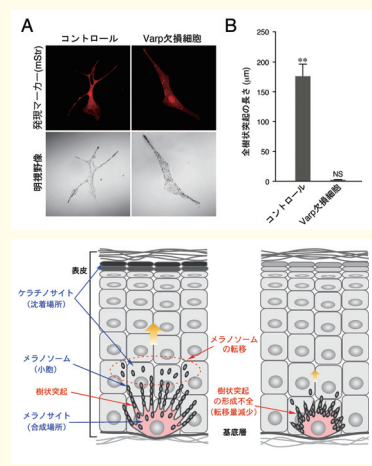 A
コントロール
Varp欠損細胞
発現マーカー(mStr)
明視野像
B
全樹状突起の長さ (μm)
250
200
150
100
50
0
**
NS
コントロール
Varp欠損細胞
表皮
ケラチノサイト
(沈着場所)
メラノソーム
(小胞)
樹状突起
メラノサイト
(合成場所)
メラノソーム
の転移
基底層
樹状突起
の形成不全
(転移量減少)